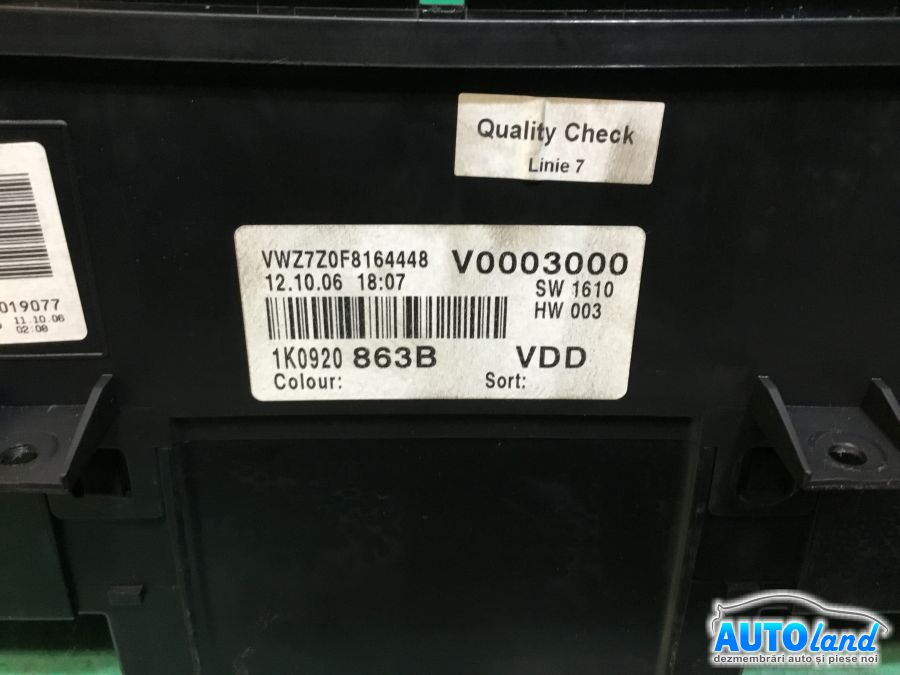 Quality Check
Linie 7
VWZ7Z0F8164448 V0003000
12.10.06 18:07 SW 1610
HW 003
1K0920 863B VDD
Colour: Sort:
019077
11.10.06
02:08
AUTOland
dezmembrări auto și piese noi